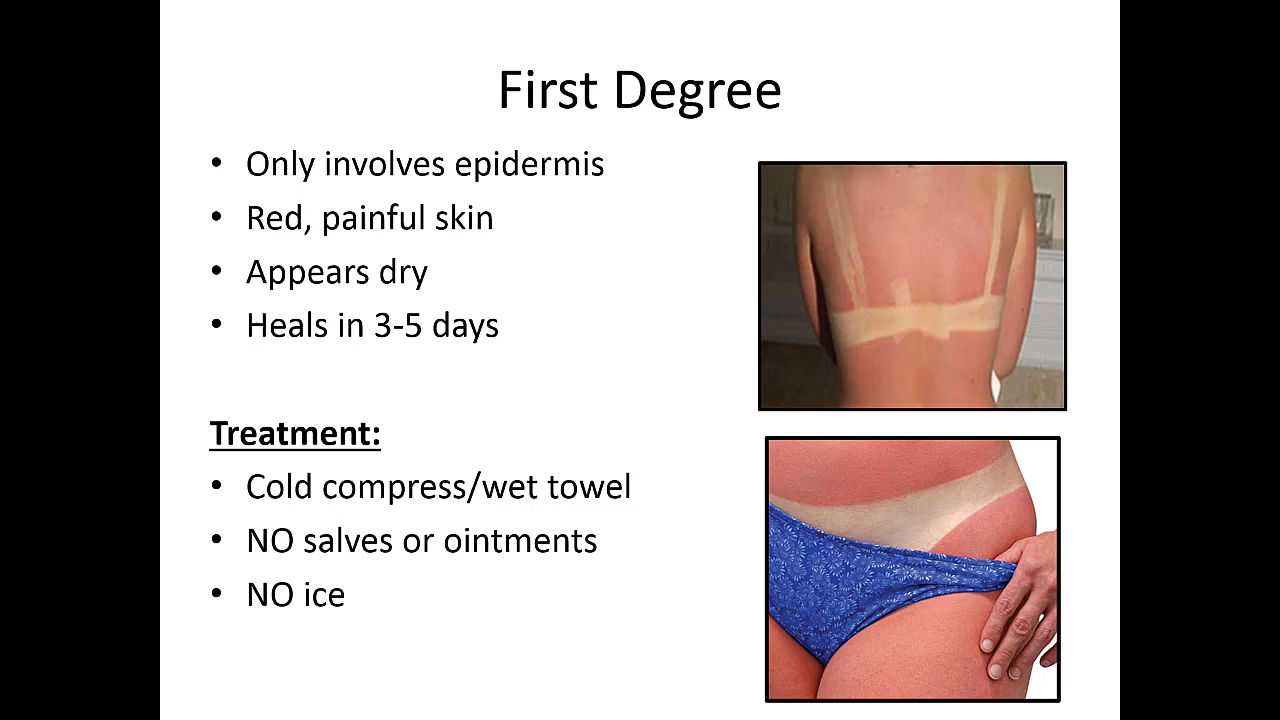 First Degree
• Only involves epidermis
• Red, painful skin
• Appears dry
• Heals in 3-5 days
Treatment:
• Cold compress/wet towel
• NO salves or ointments
• NO ice